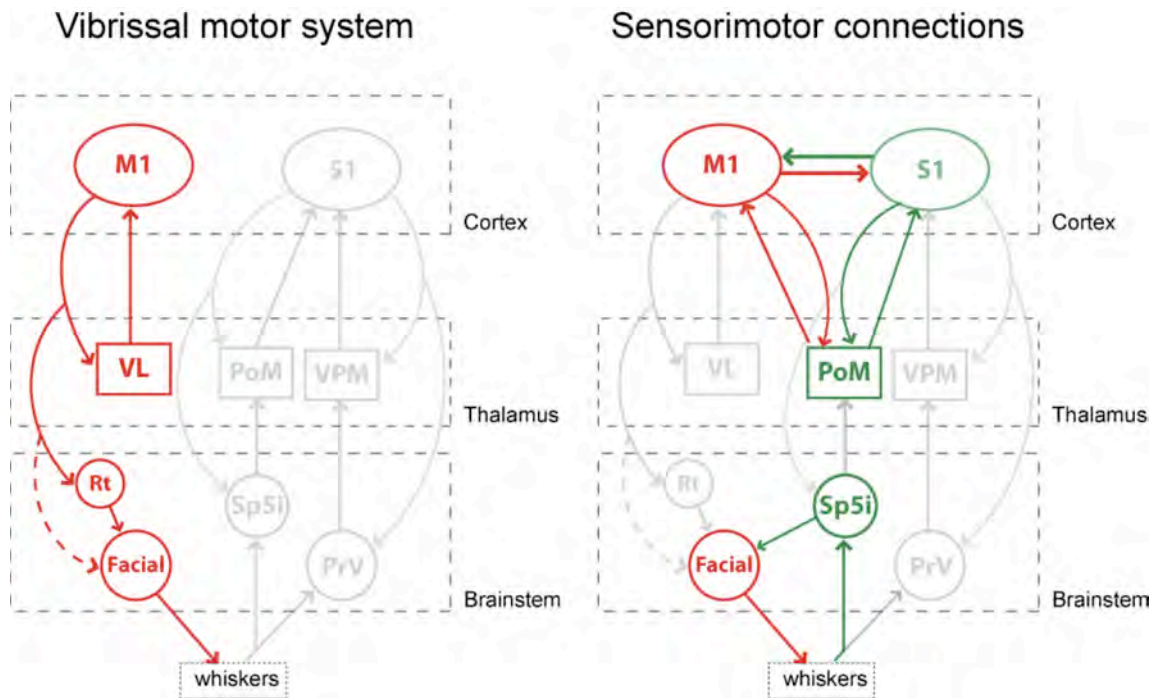 Vibrissal motor system
M1
S1
Cortex
VL
PoM
VPM
Thalamus
Rt
Sp5i
Facial
PrV
Brainstem
whiskers
Sensorimotor connections
M1
S1
Cortex
VL
PoM
VPM
Thalamus
Rt
Sp5i
Facial
PrV
Brainstem
whiskers